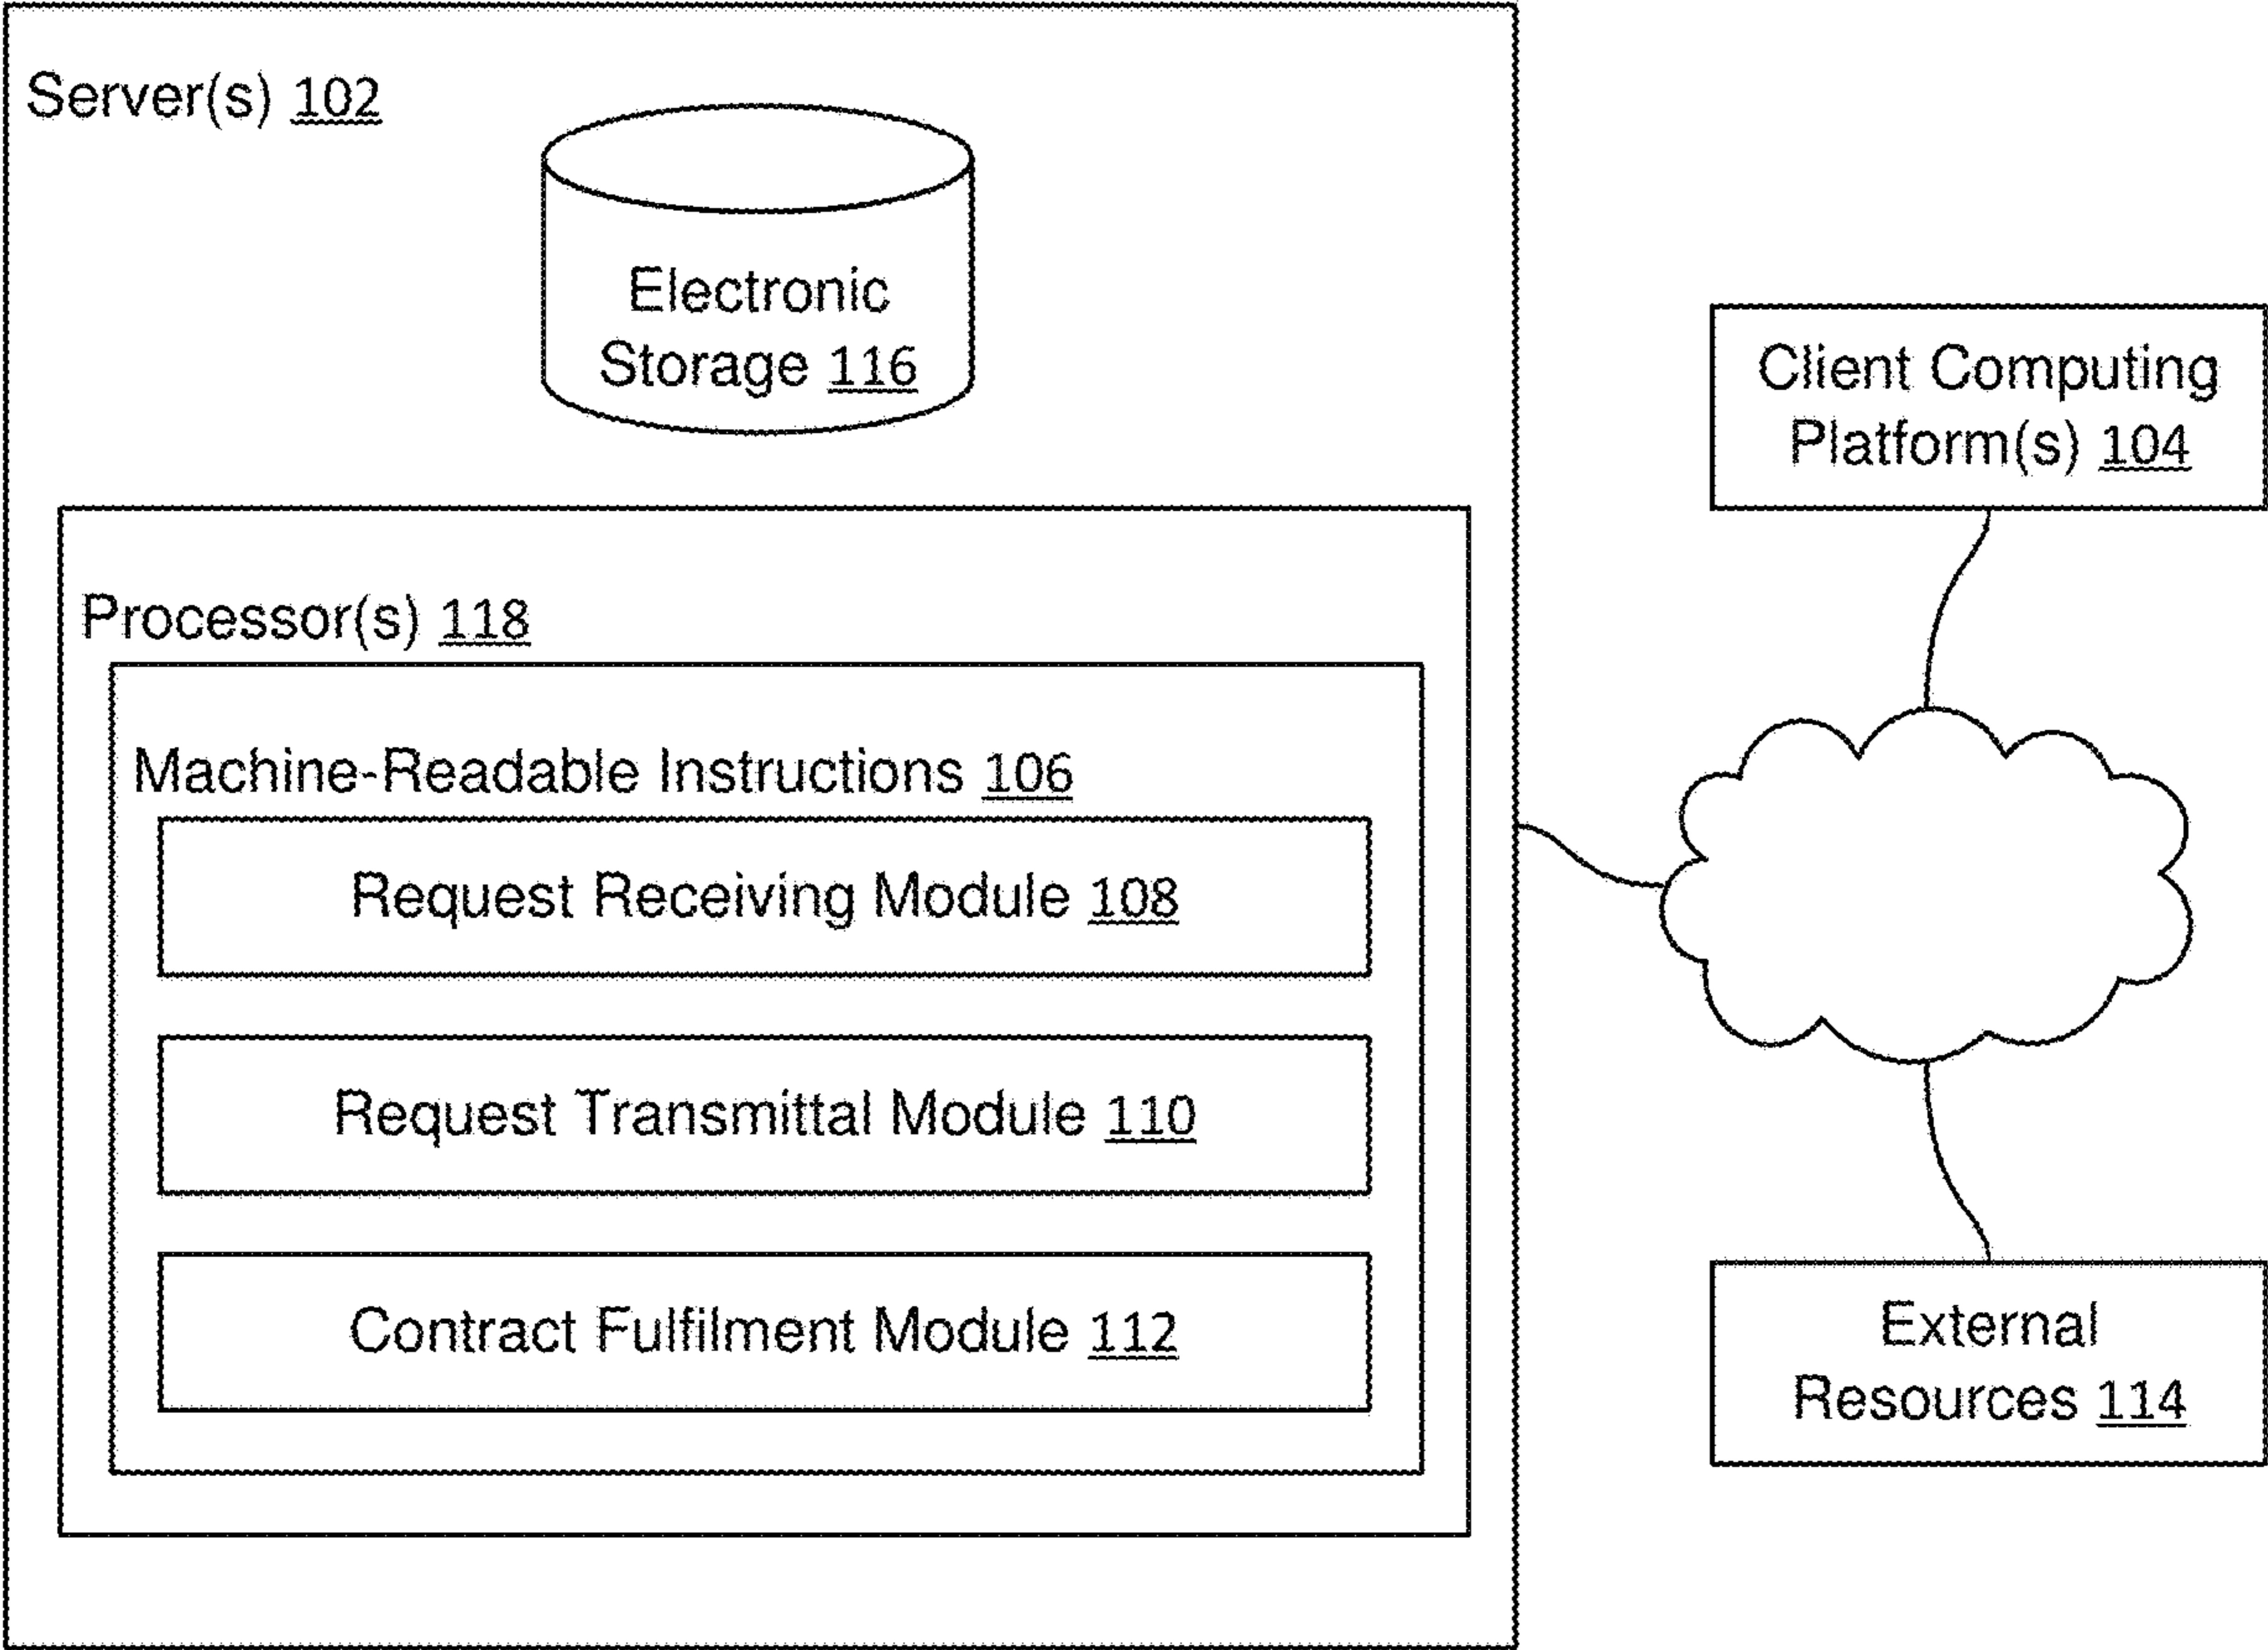 Server(s) 102
Electronic
Storage 116
Processor(s) 118
Machine-Readable Instructions 106
Request Receiving Module 108
Request Transmittal Module 110
Contract Fulfilment Module 112
Client Computing
Platform(s) 104
External
Resources 114